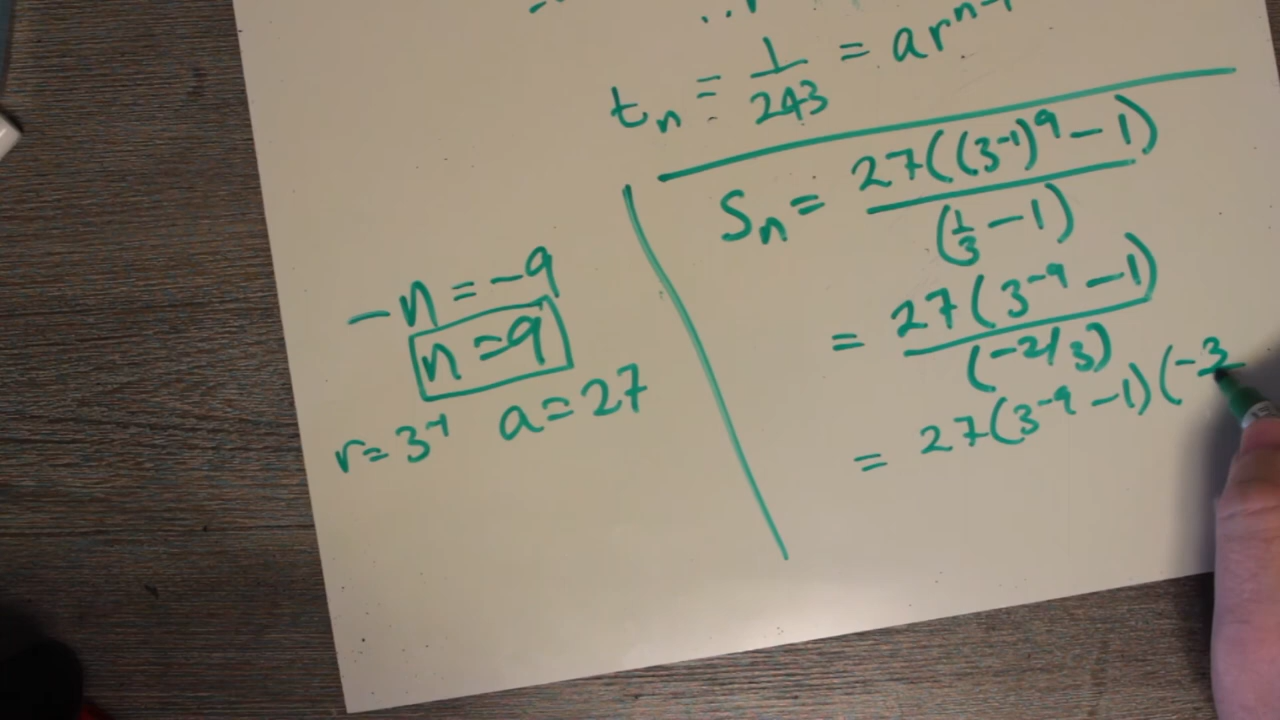 t_n = 1/243 = ar^{n-1}
-n = -9
n = 9
r = 3^{-1} a = 27
S_n = 27((3^{-1})^9 - 1) / (1/3 - 1)
= 27(3^{-9} - 1) / (-2/3)
= 27(3^{-9} - 1)(-3